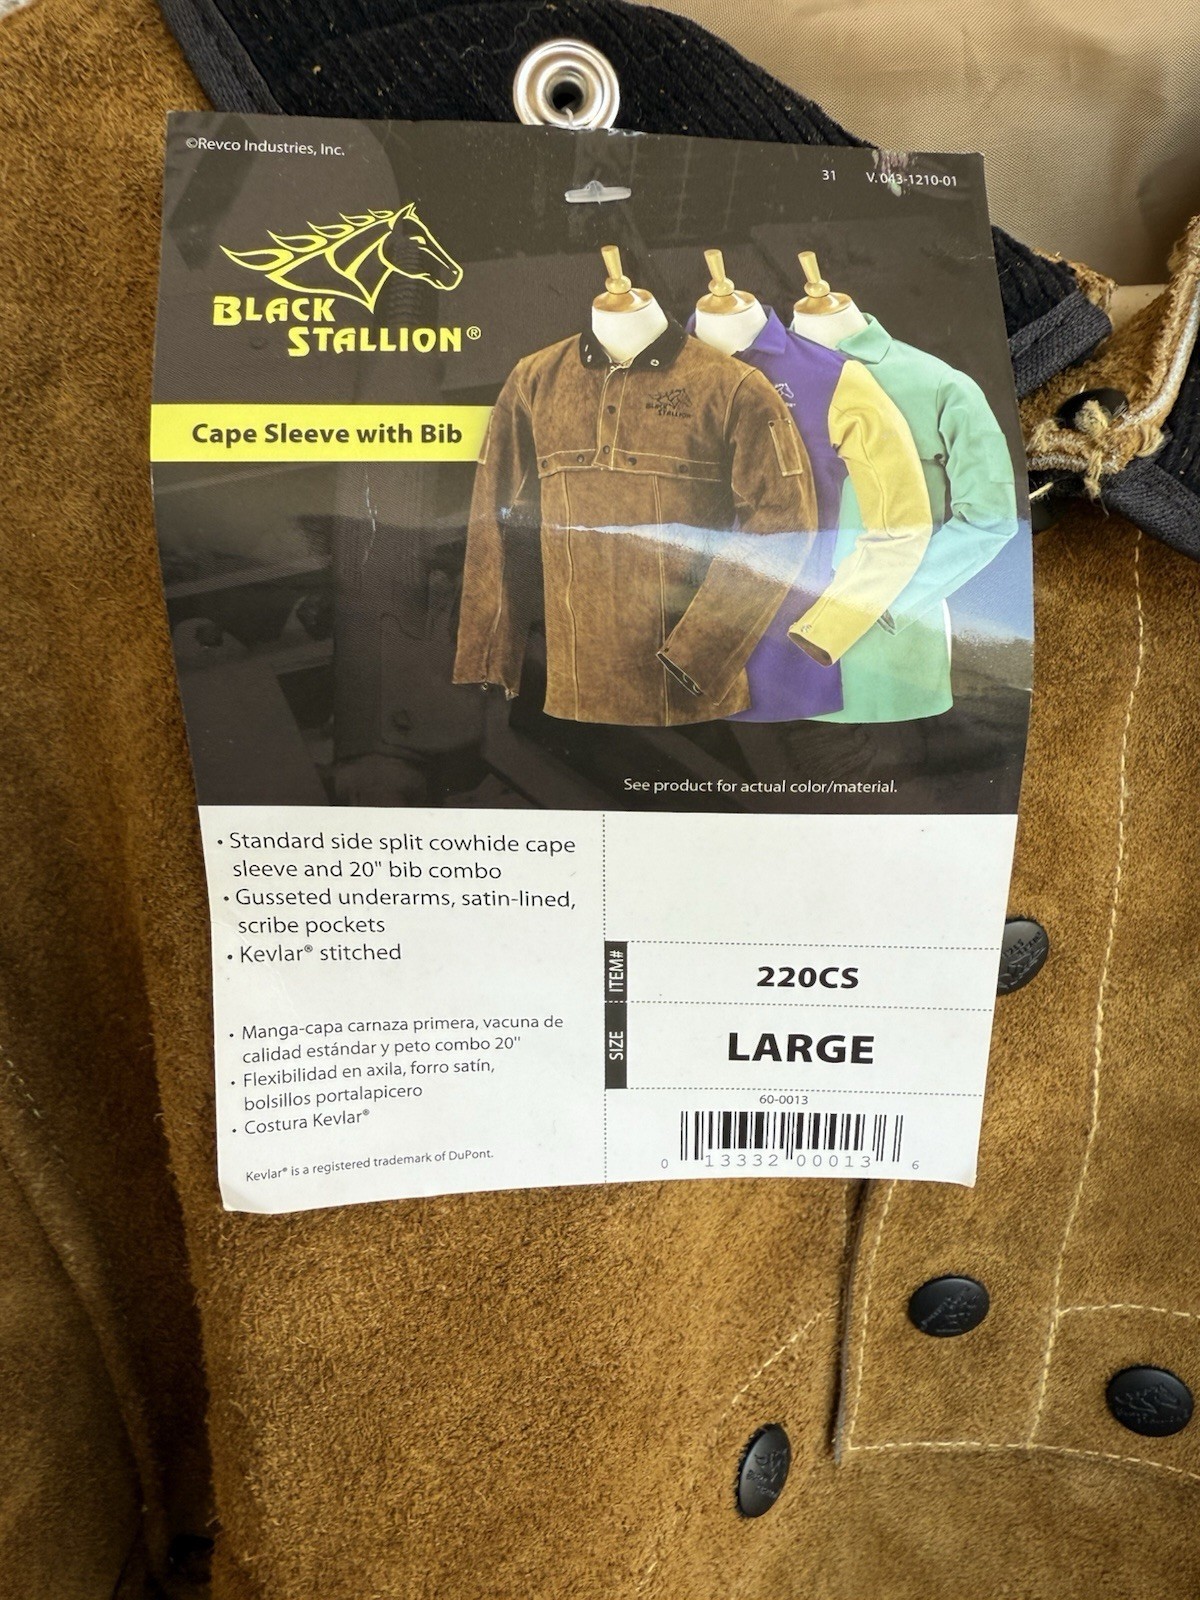 ©Revco Industries, Inc.
31 V. 043-1210-01
BLACK
STALLION®
Cape Sleeve with Bib
BLACK
STALLION
See product for actual color/material.
• Standard side split cowhide cape
sleeve and 20" bib combo
• Gusseted underarms, satin-lined,
scribe pockets
• Kevlar® stitched
• Manga-capa carnaza primera, vacuna de
calidad estándar y peto combo 20"
• Flexibilidad en axila, forro satín,
bolsillos portalapicero
• Costura Kevlar®
Kevlar® is a registered trademark of DuPont.
ITEM# 220CS
SIZE LARGE
60-0013
0 13332 00013 6